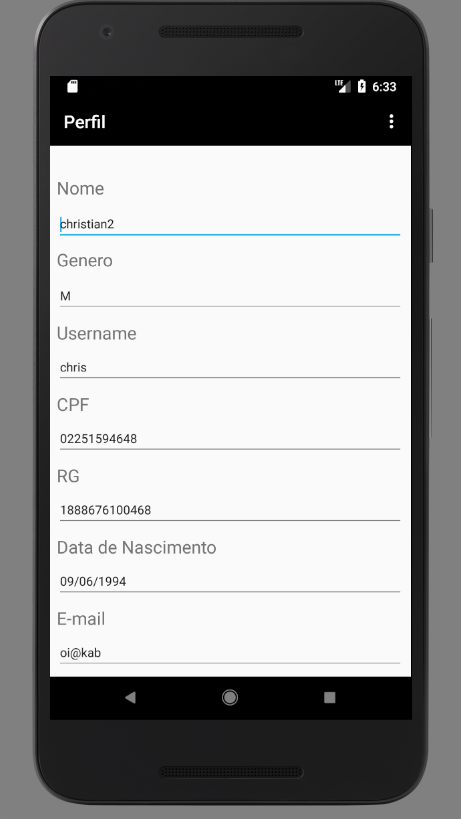 LTE 6:33
Perfil
Nome
christian2
Genero
M
Username
chris
CPF
02251594648
RG
1888676100468
Data de Nascimento
09/06/1994
E-mail
oi@kab